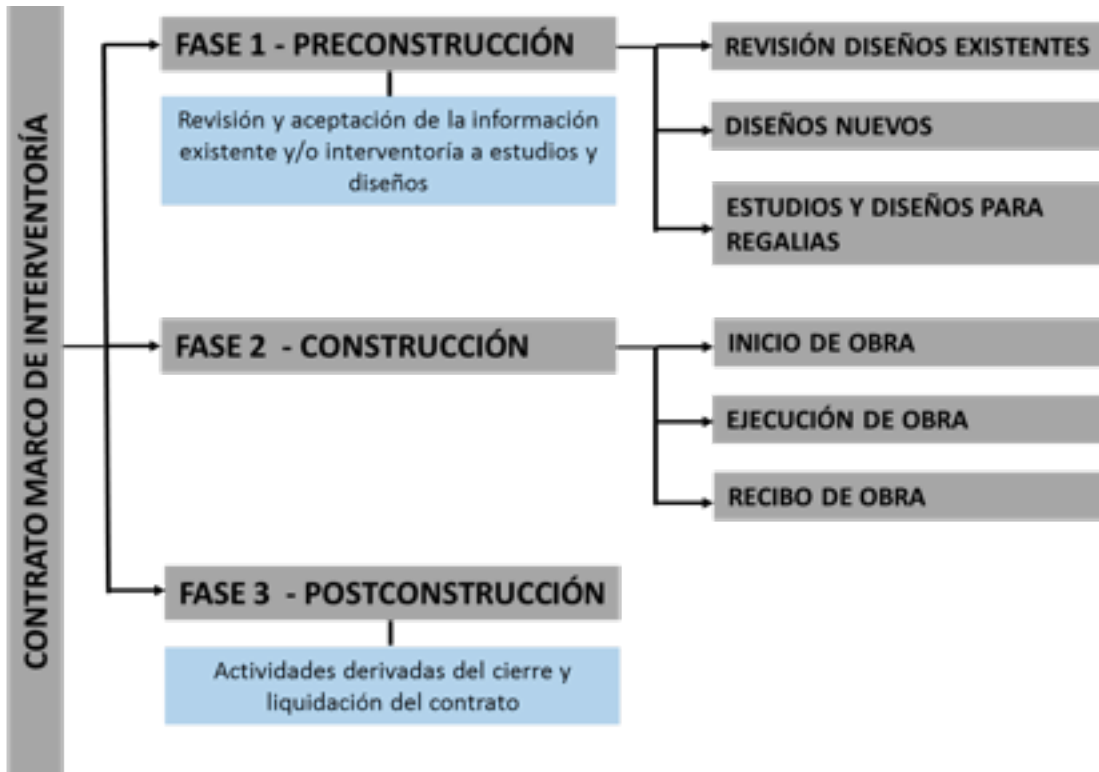 CONTRATO MARCO DE INTERVENTORÍA
FASE 1 - PRECONSTRUCCIÓN
Revisión y aceptación de la información
existente y/o interventoría a estudios y
diseños
REVISIÓN DISEÑOS EXISTENTES
DISEÑOS NUEVOS
ESTUDIOS Y DISEÑOS PARA
REGALIAS
FASE 2 - CONSTRUCCIÓN
INICIO DE OBRA
EJECUCIÓN DE OBRA
RECIBO DE OBRA
FASE 3 - POSTCONSTRUCCIÓN
Actividades derivadas del cierre y
liquidación del contrato